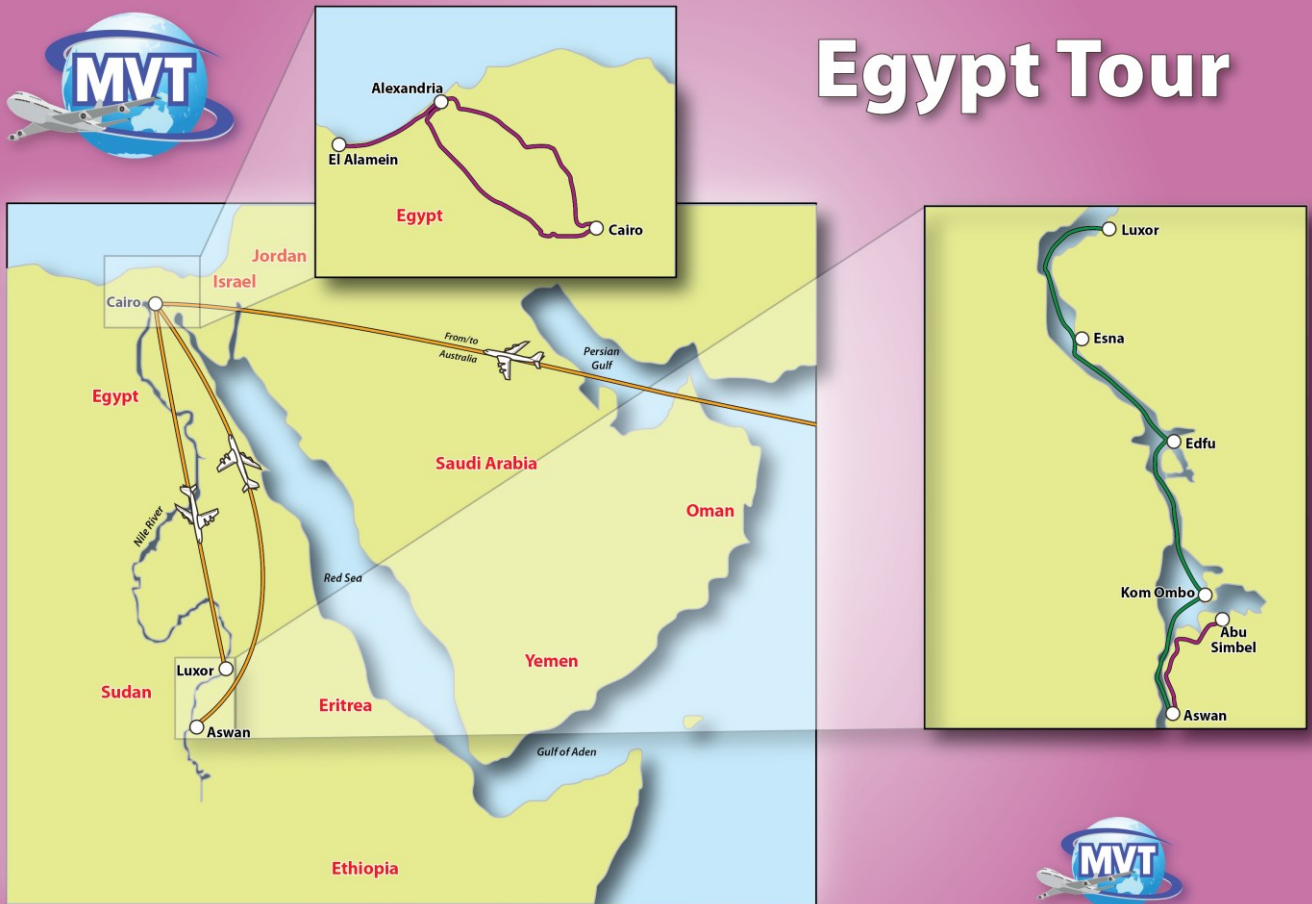 MVT
Egypt Tour
Alexandria
El Alamein
Egypt
Cairo
Jordan
Israel
Cairo
From/to
Australia
Persian
Gulf
Egypt
Saudi Arabia
Oman
Nile River
Red Sea
Luxor
Yemen
Sudan
Eritrea
Aswan
Gulf of Aden
Ethiopia
Luxor
Esna
Edfu
Kom Ombo
Abu
Simbel
Aswan
MVT